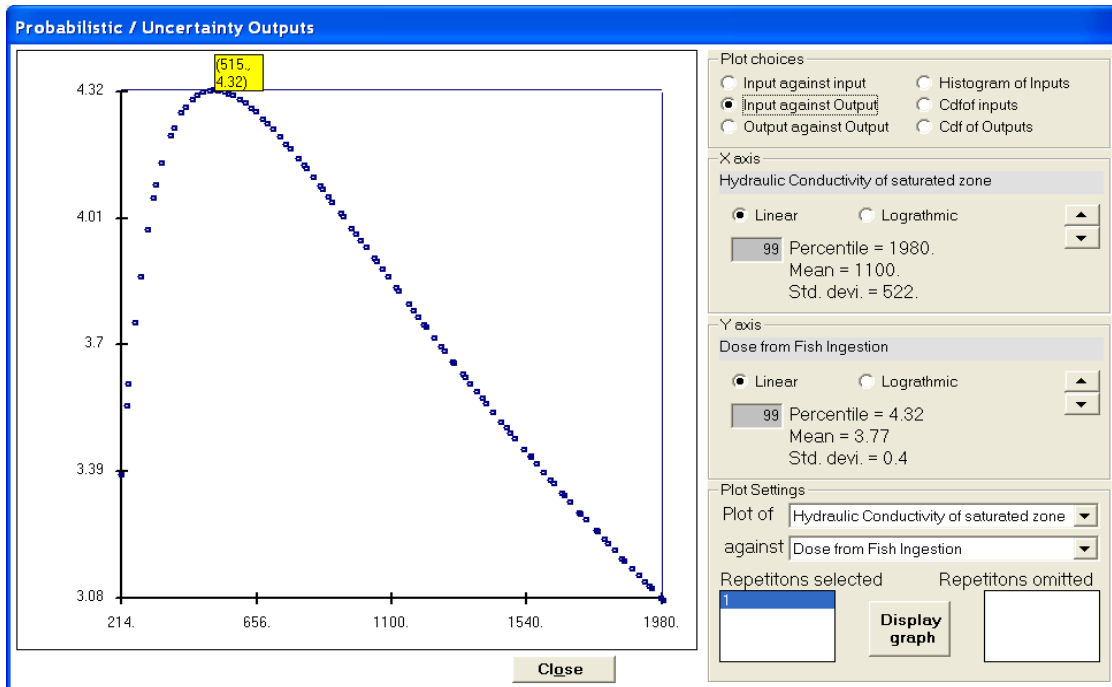 Probabilistic / Uncertainty Outputs
(515.,
4.32)
4.32
4.01
3.7
3.39
3.08
214.
656.
1100.
1540.
1980.
Close
Plot choices
Input against input
Histogram of Inputs
Input against Output
Cdfof inputs
Output against Output
Cdf of Outputs
X axis
Hydraulic Conductivity of saturated zone
Linear
Lograthmic
99 Percentile = 1980.
Mean = 1100.
Std. devi. = 522.
Y axis
Dose from Fish Ingestion
Linear
Lograthmic
99 Percentile = 4.32
Mean = 3.77
Std. devi. = 0.4
Plot Settings
Plot of Hydraulic Conductivity of saturated zone
against Dose from Fish Ingestion
Repetitons selected
Repetitons omitted
1
Display
graph